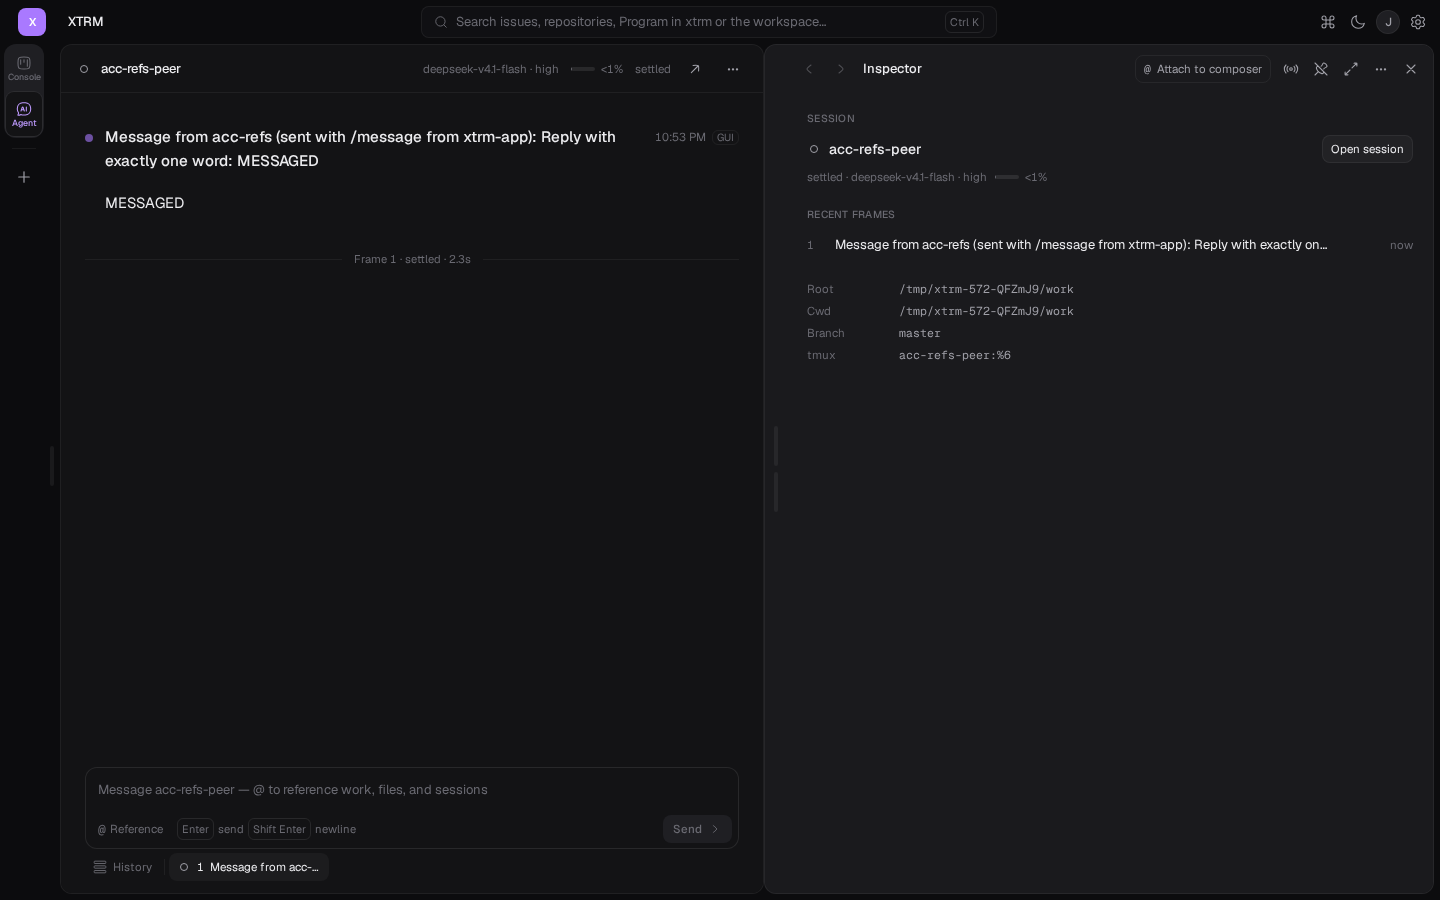 X XTRM Search issues, repositories, Program in xtrm or the workspace... Ctrl K J
Console
Agent
acc-refs-peer deepseek-v4.1-flash · high <1% settled
Message from acc-refs (sent with /message from xtrm-app): Reply with 10:53 PM GUI
exactly one word: MESSAGED
MESSAGED
Frame 1 · settled · 2.3s
Message acc-refs-peer — @ to reference work, files, and sessions
@ Reference Enter send Shift Enter newline Send
History 1 Message from acc-...
Inspector @ Attach to composer
SESSION
acc-refs-peer Open session
settled · deepseek-v4.1-flash · high <1%
RECENT FRAMES
1 Message from acc-refs (sent with /message from xtrm-app): Reply with exactly on... now
Root /tmp/xtrm-572-QFZmJ9/work
Cwd /tmp/xtrm-572-QFZmJ9/work
Branch master
tmux acc-refs-peer:%6